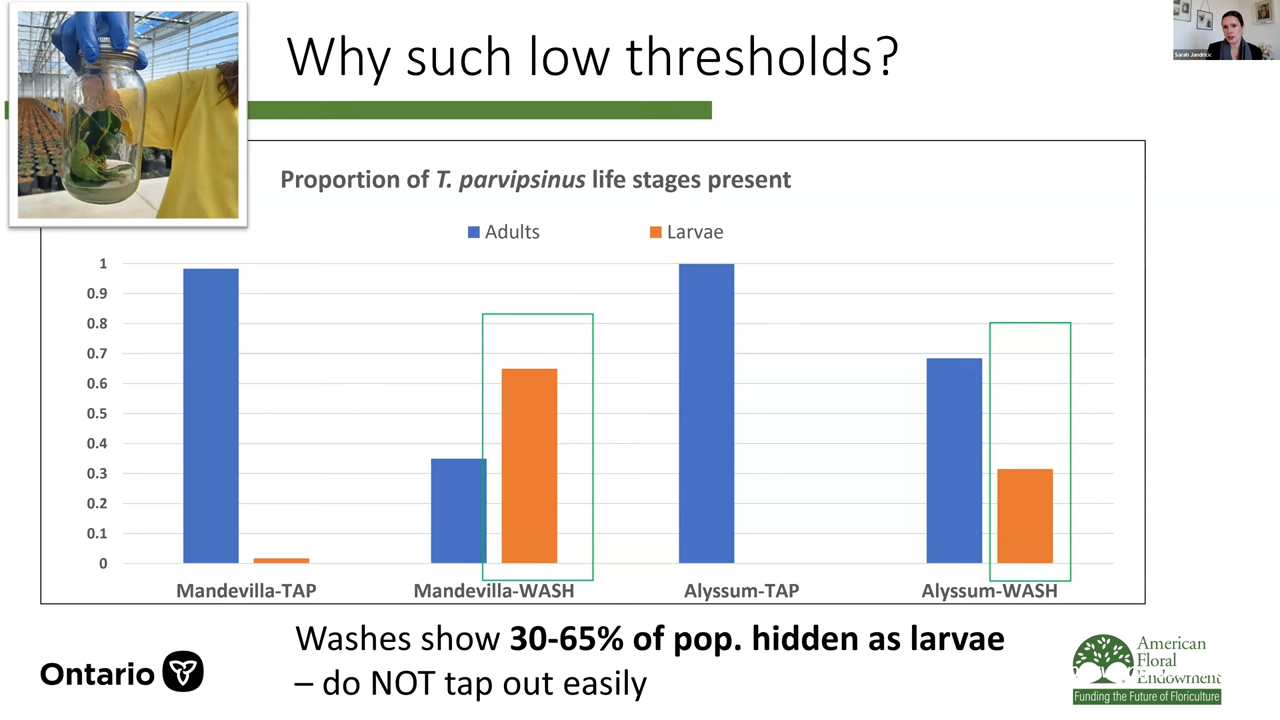 Why such low thresholds?
Sarah Jandricic
Proportion of T. parvipsinus life stages present
Adults
Larvae
1
0.9
0.8
0.7
0.6
0.5
0.4
0.3
0.2
0.1
0
Mandevilla-TAP
Mandevilla-WASH
Alyssum-TAP
Alyssum-WASH
Washes show 30-65% of pop. hidden as larvae
– do NOT tap out easily
Ontario
American
Floral
Endowment
Funding the Future of Floriculture